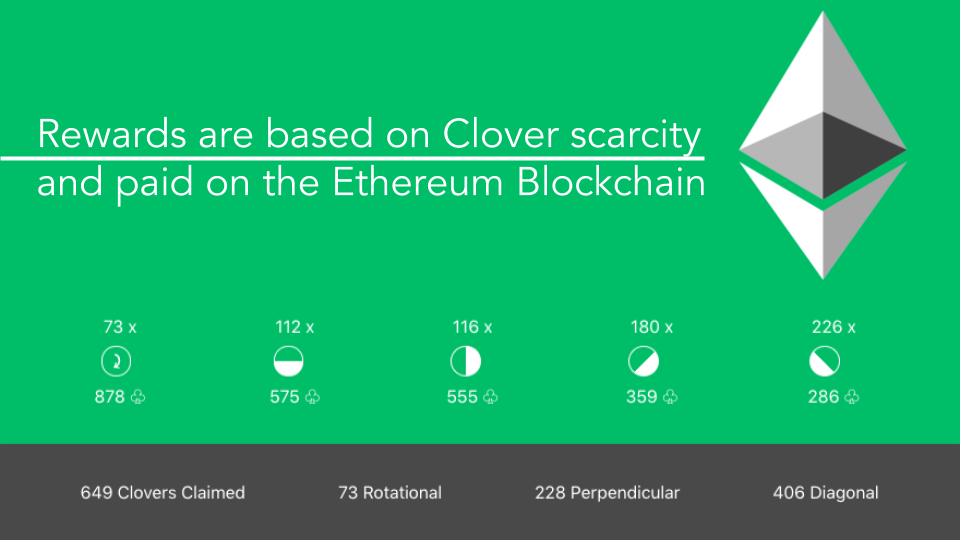 Rewards are based on Clover scarcity
and paid on the Ethereum Blockchain
73 x
112 x
116 x
180 x
226 x
878 ♧
575 ♧
555 ♧
359 ♧
286 ♧
649 Clovers Claimed
73 Rotational
228 Perpendicular
406 Diagonal